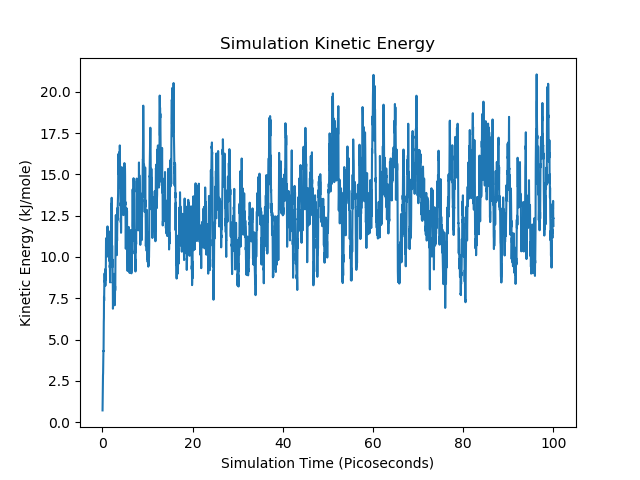 Simulation Kinetic Energy
Kinetic Energy (kJ/mole)
20.0
17.5
15.0
12.5
10.0
7.5
5.0
2.5
0.0
0 20 40 60 80 100
Simulation Time (Picoseconds)